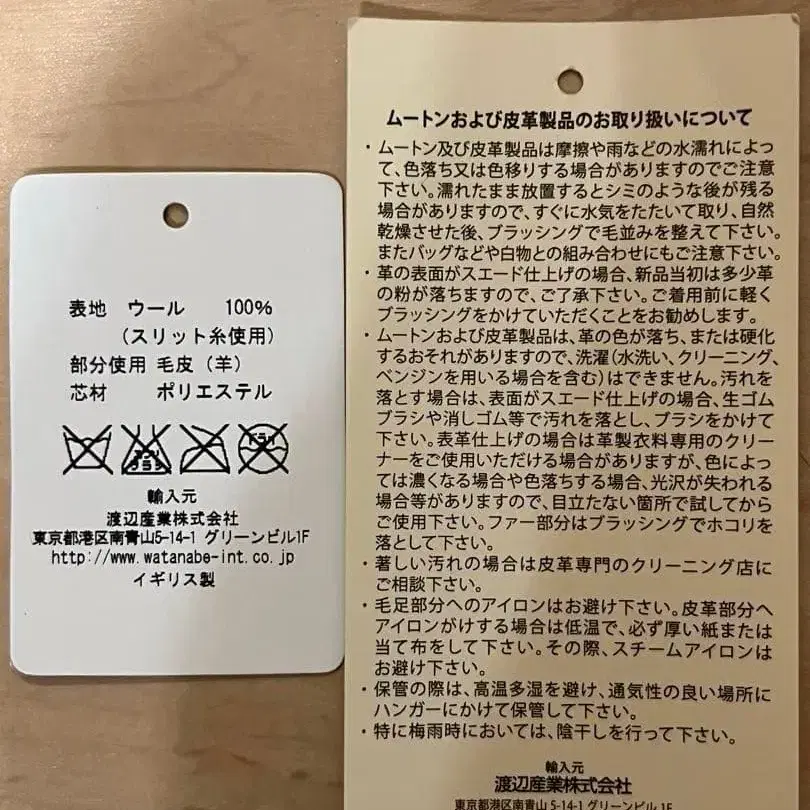 表地 ウール 100%
(スリット糸使用)
部分使用 毛皮 (羊)
芯材 ポリエステル
エンソ
サラシ
ドライ
輸入元
渡辺産業株式会社
東京都港区南青山5-14-1 グリーンビル1F
http://www.watanabe-int.co.jp
イギリス製
ムートンおよび皮革製品のお取り扱いについて
・ムートン及び皮革製品は摩擦や雨などの水濡れによっ
て、色落ち又は色移りする場合がありますのでご注意
下さい。濡れたまま放置するとシミのような後が残る
場合がありますので、すぐに水気をたたいて取り、自然
乾燥させた後、ブラッシングで毛並みを整えて下さい。
またバッグなどや白物との組み合わせにもご注意下さい。
・革の表面がスエード仕上げの場合、新品当初は多少革
の粉が落ちますので、ご了承下さい。ご着用前に軽く
ブラッシングをかけていただくことをお勧めします。
・ムートンおよび皮革製品は、革の色が落ち、または硬化
するおそれがありますので、洗濯(水洗い、クリーニング、
ベンジンを用いる場合を含む)はできません。汚れを
落とす場合は、表面がスエード仕上げの場合、生ゴム
ブラシや消しゴム等で汚れを落とし、ブラシをかけて
下さい。表革仕上げの場合は革製衣料専用のクリー
ナーをご使用いただける場合がありますが、色によっ
ては濃くなる場合や色落ちする場合、光沢が失われる
場合等がありますので、目立たない箇所で試してから
ご使用下さい。ファー部分はブラッシングでホコリを
落として下さい。
・著しい汚れの場合は皮革専門のクリーニング店に
ご相談下さい。
・毛足部分へのアイロンはお避け下さい。皮革部分へ
アイロンがけする場合は低温で、必ず厚い紙または
当て布をして下さい。その際、スチームアイロンは
お避け下さい。
・保管の際は、高温多湿を避け、通気性の良い場所に
ハンガーにかけて保管して下さい。
・特に梅雨時においては、陰干しを行って下さい。
輸入元
渡辺産業株式会社
東京都港区南青山 5-14-1 グリーンビル 1F